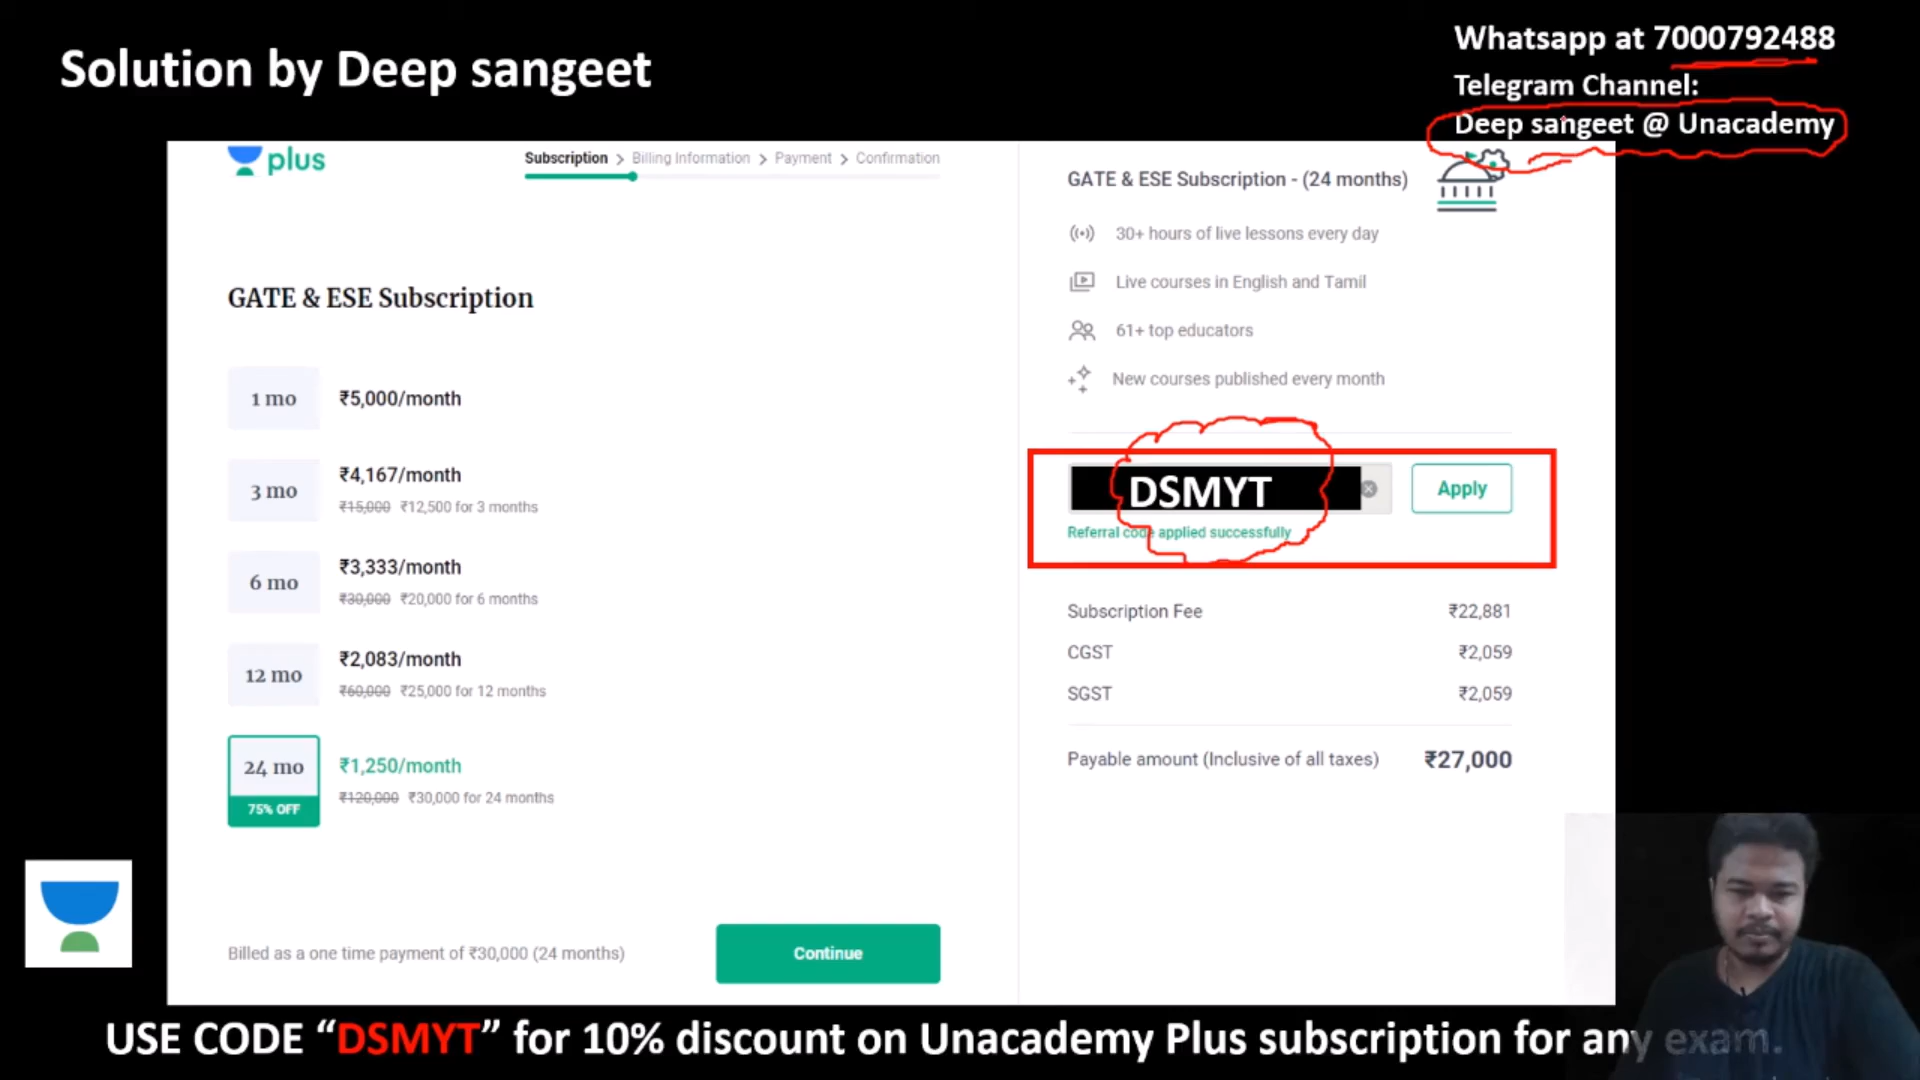 Solution by Deep sangeet
Whatsapp at 7000792488
Telegram Channel:
Deep sangeet @ Unacademy
plus
Subscription > Billing Information > Payment > Confirmation
GATE & ESE Subscription
1 mo ₹5,000/month
3 mo ₹4,167/month
₹15,000 ₹12,500 for 3 months
6 mo ₹3,333/month
₹30,000 ₹20,000 for 6 months
12 mo ₹2,083/month
₹60,000 ₹25,000 for 12 months
24 mo ₹1,250/month
75% OFF
₹120,000 ₹30,000 for 24 months
Billed as a one time payment of ₹30,000 (24 months)
Continue
GATE & ESE Subscription - (24 months)
30+ hours of live lessons every day
Live courses in English and Tamil
61+ top educators
New courses published every month
DSMYT
Apply
Referral code applied successfully
Subscription Fee ₹22,881
CGST ₹2,059
SGST ₹2,059
Payable amount (Inclusive of all taxes) ₹27,000
USE CODE “DSMYT” for 10% discount on Unacademy Plus subscription for any exam.